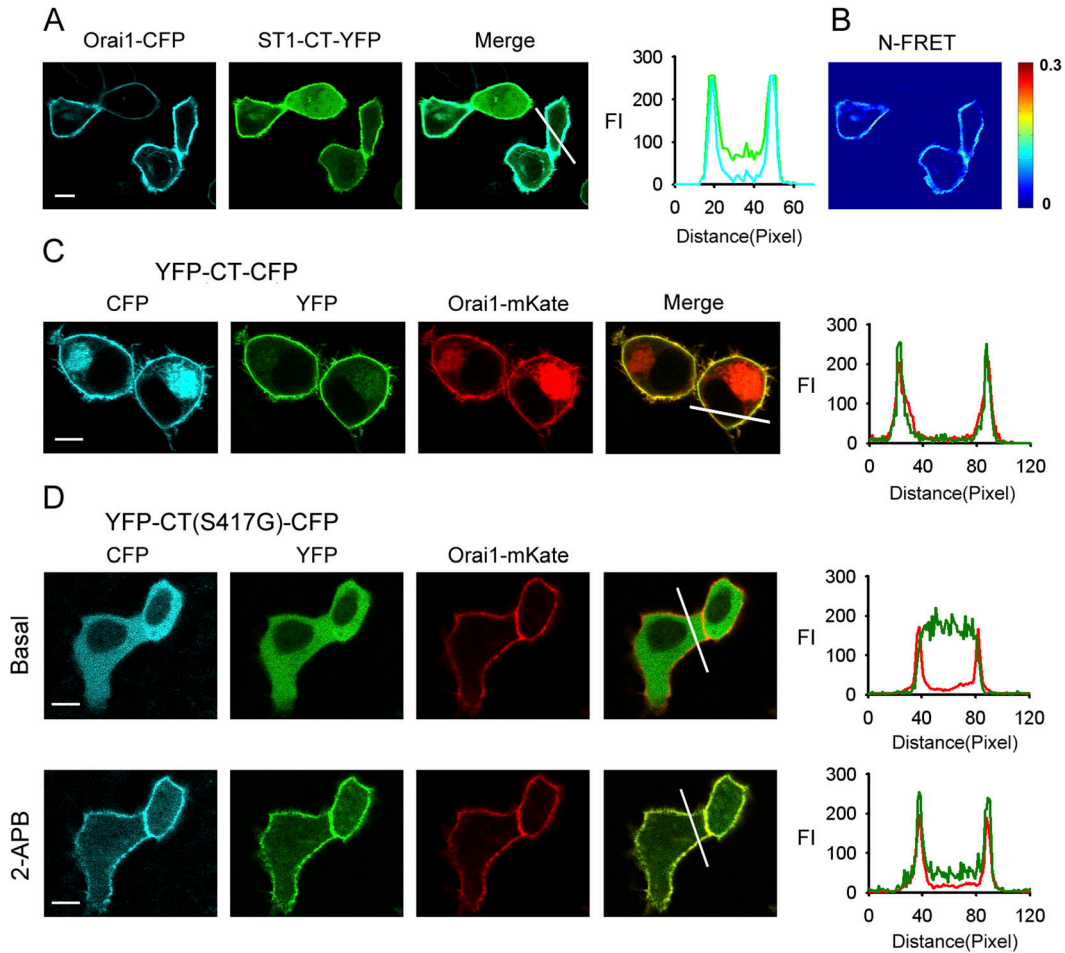 A
B
Orai1-CFP ST1-CT-YFP Merge
N-FRET
300
200
100
0
FI
0 20 40 60
Distance(Pixel)
0.3
0
C
YFP-CT-CFP
CFP YFP Orai1-mKate Merge
300
200
100
0
FI
0 40 80 120
Distance(Pixel)
D
YFP-CT(S417G)-CFP
CFP YFP Orai1-mKate
Basal
300
200
100
0
FI
0 40 80 120
Distance(Pixel)
2-APB
300
200
100
0
FI
0 40 80 120
Distance(Pixel)